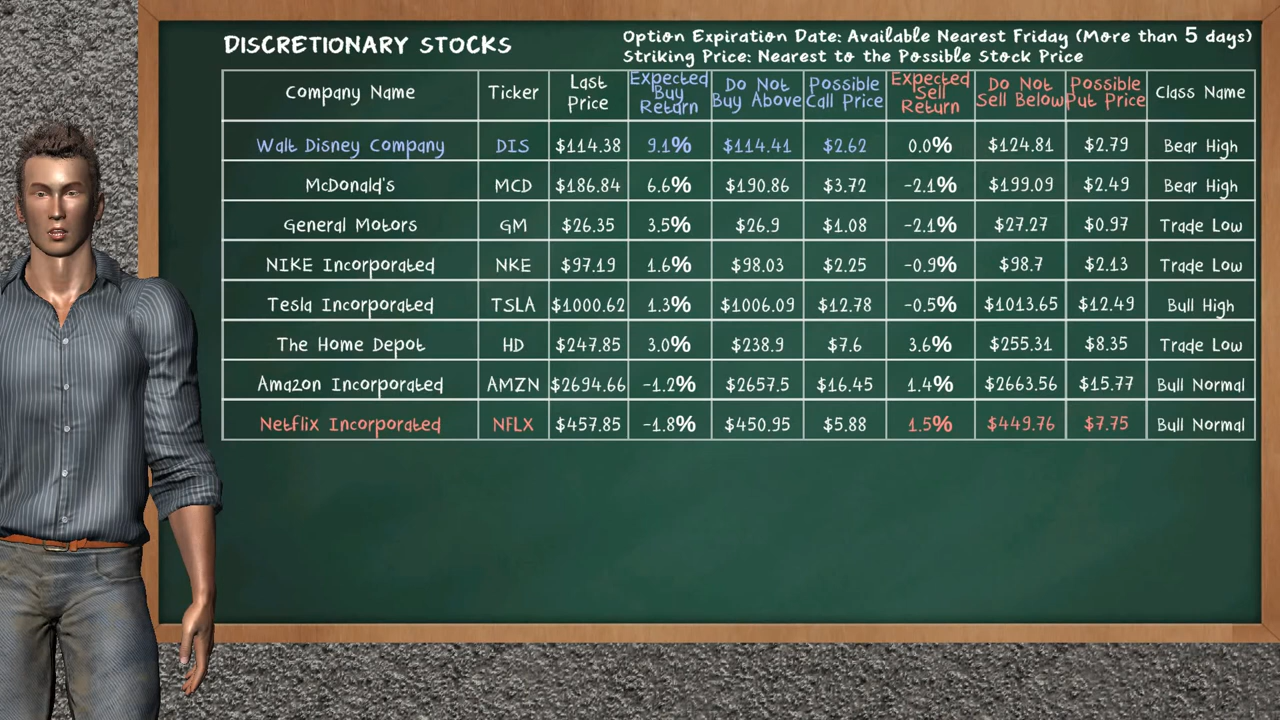 DISCRETIONARY STOCKS
Option Expiration Date: Available Nearest Friday (More than 5 days)
Striking Price: Nearest to the Possible Stock Price
Company Name Ticker Last Price Expected Buy Return Do Not Buy Above Possible Call Price Expected Sell Return Do Not Sell Below Possible Put Price Class Name
Walt Disney Company DIS $114.38 9.1% $114.41 $2.62 0.0% $124.81 $2.79 Bear High
McDonald's MCD $186.84 6.6% $190.86 $3.72 -2.1% $199.09 $2.49 Bear High
General Motors GM $26.35 3.5% $26.9 $1.08 -2.1% $27.27 $0.97 Trade Low
NIKE Incorporated NKE $97.19 1.6% $98.03 $2.25 -0.9% $98.7 $2.13 Trade Low
Tesla Incorporated TSLA $1000.62 1.3% $1006.09 $12.78 -0.5% $1013.65 $12.49 Bull High
The Home Depot HD $247.85 3.0% $238.9 $7.6 3.6% $255.31 $8.35 Trade Low
Amazon Incorporated AMZN $2694.66 -1.2% $2657.5 $16.45 1.4% $2663.56 $15.77 Bull Normal
Netflix Incorporated NFLX $457.85 -1.8% $450.95 $5.88 1.5% $449.76 $7.75 Bull Normal